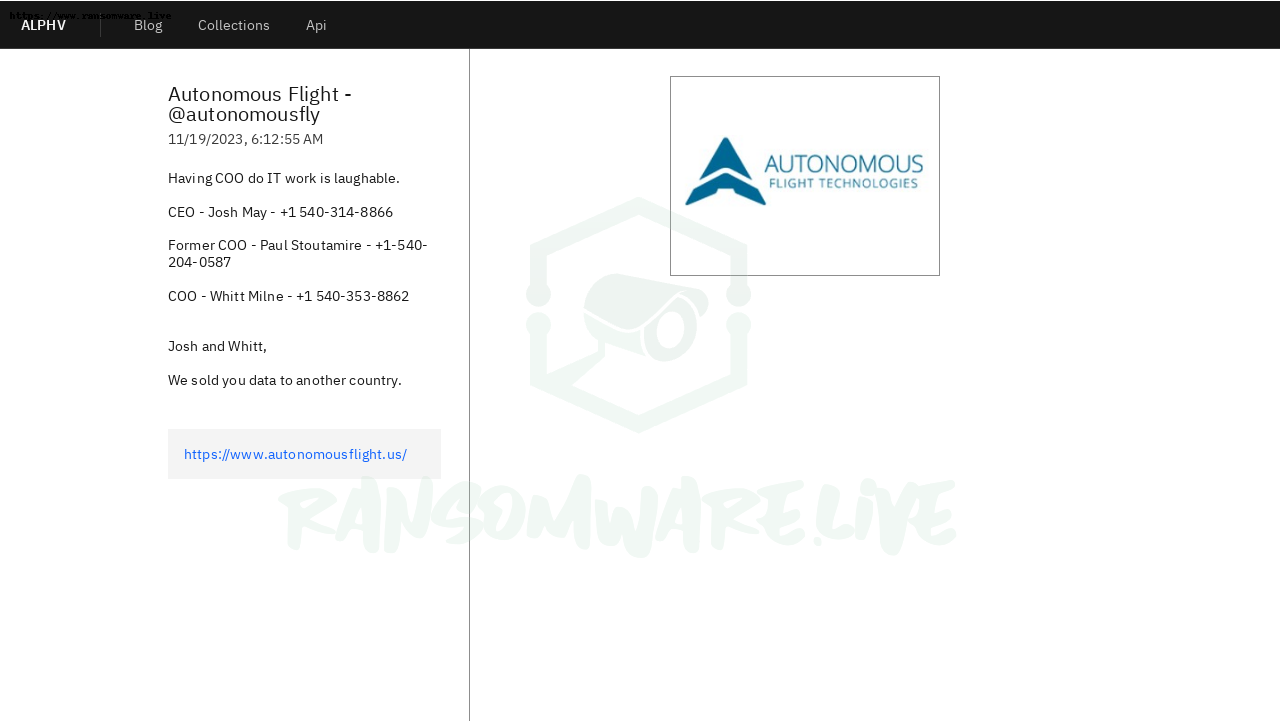 https://www.ransomware.live
ALPHV
Blog
Collections
Api
Autonomous Flight -
@autonomousfly
11/19/2023, 6:12:55 AM
Having COO do IT work is laughable.
CEO - Josh May - +1 540-314-8866
Former COO - Paul Stoutamire - +1-540-
204-0587
COO - Whitt Milne - +1 540-353-8862
Josh and Whitt,
We sold you data to another country.
https://www.autonomousflight.us/
AUTONOMOUS
FLIGHT TECHNOLOGIES
RANSOMWARE.LIVE